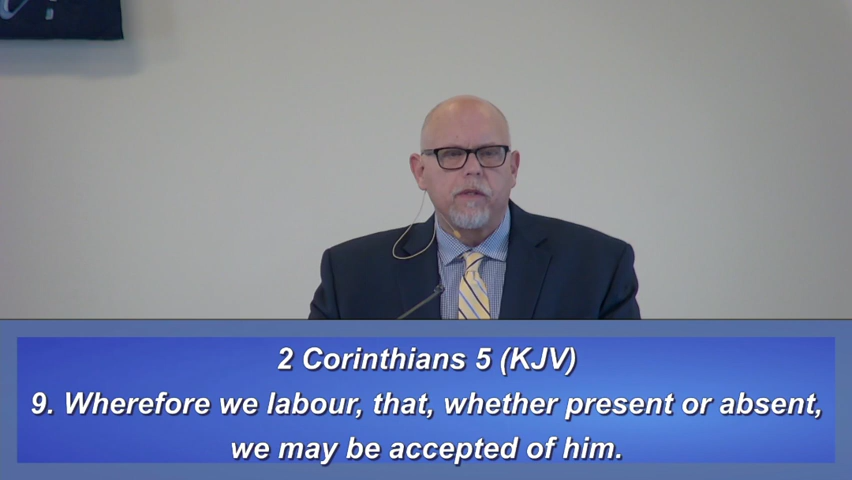 2 Corinthians 5 (KJV)
9. Wherefore we labour, that, whether present or absent,
we may be accepted of him.